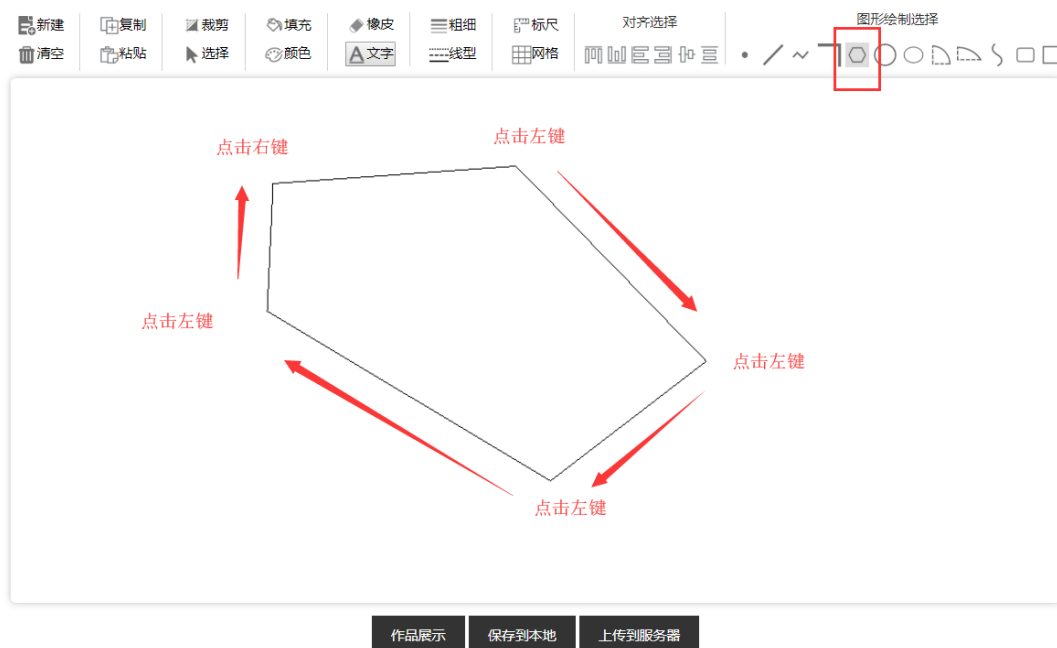 新建 复制 裁剪 填充 橡皮 粗细 标尺 对齐选择 图形绘制选择
清空 粘贴 选择 颜色 A文字 线型 网格
点击左键
点击右键
点击左键
点击左键
点击左键
作品展示 保存到本地 上传到服务器